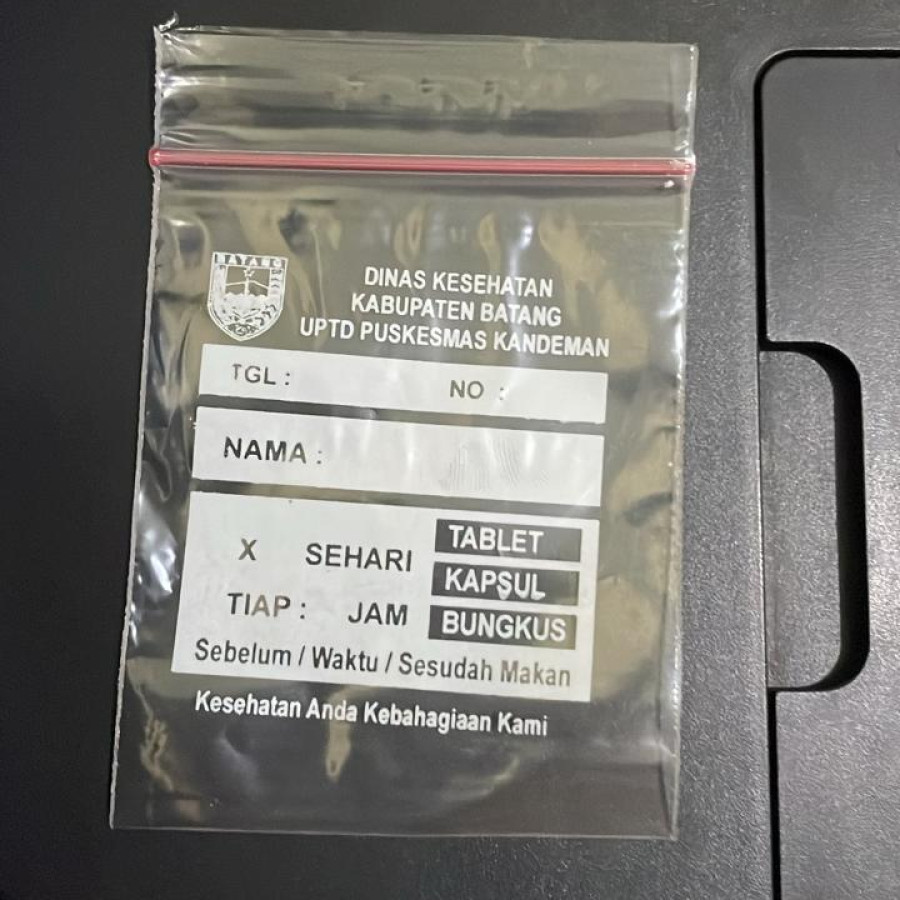 BATANG
DINAS KESEHATAN
KABUPATEN BATANG
UPTD PUSKESMAS KANDEMAN
TGL : NO :
NAMA :
X SEHARI TABLET
KAPSUL
TIAP : JAM BUNGKUS
Sebelum / Waktu / Sesudah Makan
Kesehatan Anda Kebahagiaan Kami